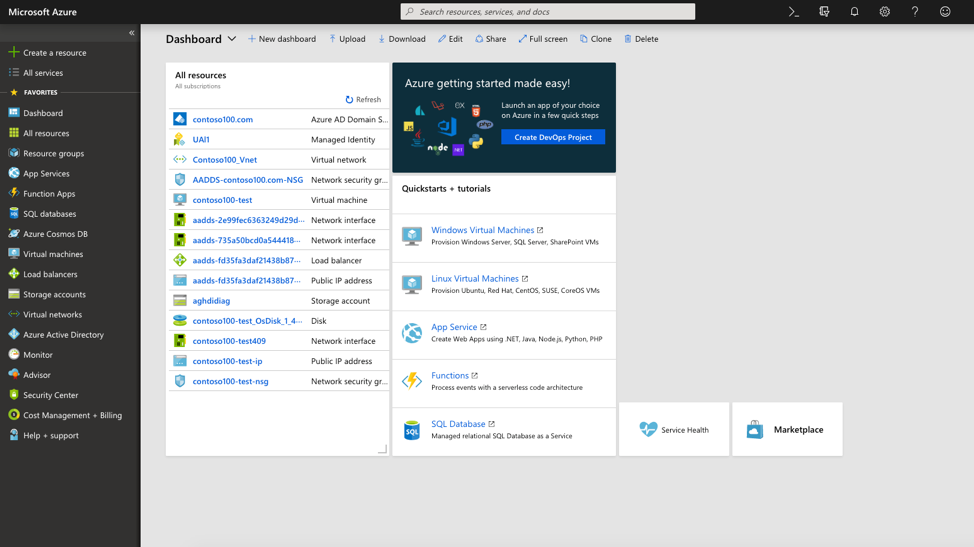 Microsoft Azure
Search resources, services, and docs
Create a resource
All services
FAVORITES
Dashboard
All resources
Resource groups
App Services
Function Apps
SQL databases
Azure Cosmos DB
Virtual machines
Load balancers
Storage accounts
Virtual networks
Azure Active Directory
Monitor
Advisor
Security Center
Cost Management + Billing
Help + support
Dashboard New dashboard Upload Download Edit Share Full screen Clone Delete
All resources
All subscriptions
Refresh
contoso100.com Azure AD Domain S...
UAI1 Managed Identity
Contoso100_Vnet Virtual network
AADDS-contoso100.com-NSG Network security gr...
contoso100-test Virtual machine
aadds-2e99fec6363249d29d... Network interface
aadds-735a50bcd0a544418... Network interface
aadds-fd35fa3daf21438b87... Load balancer
aadds-fd35fa3daf21438b87... Public IP address
aghdidiag Storage account
contoso100-test_OsDisk_1_4... Disk
contoso100-test409 Network interface
contoso100-test-ip Public IP address
contoso100-test-nsg Network security gr...
Azure getting started made easy!
Launch an app of your choice
on Azure in a few quick steps
Create DevOps Project
ex
JS
php
node
.NET
Quickstarts + tutorials
Windows Virtual Machines
Provision Windows Server, SQL Server, SharePoint VMs
Linux Virtual Machines
Provision Ubuntu, Red Hat, CentOS, SUSE, CoreOS VMs
App Service
Create Web Apps using .NET, Java, Node.js, Python, PHP
Functions
Process events with a serverless code architecture
SQL
SQL Database
Managed relational SQL Database as a Service
Service Health
Marketplace